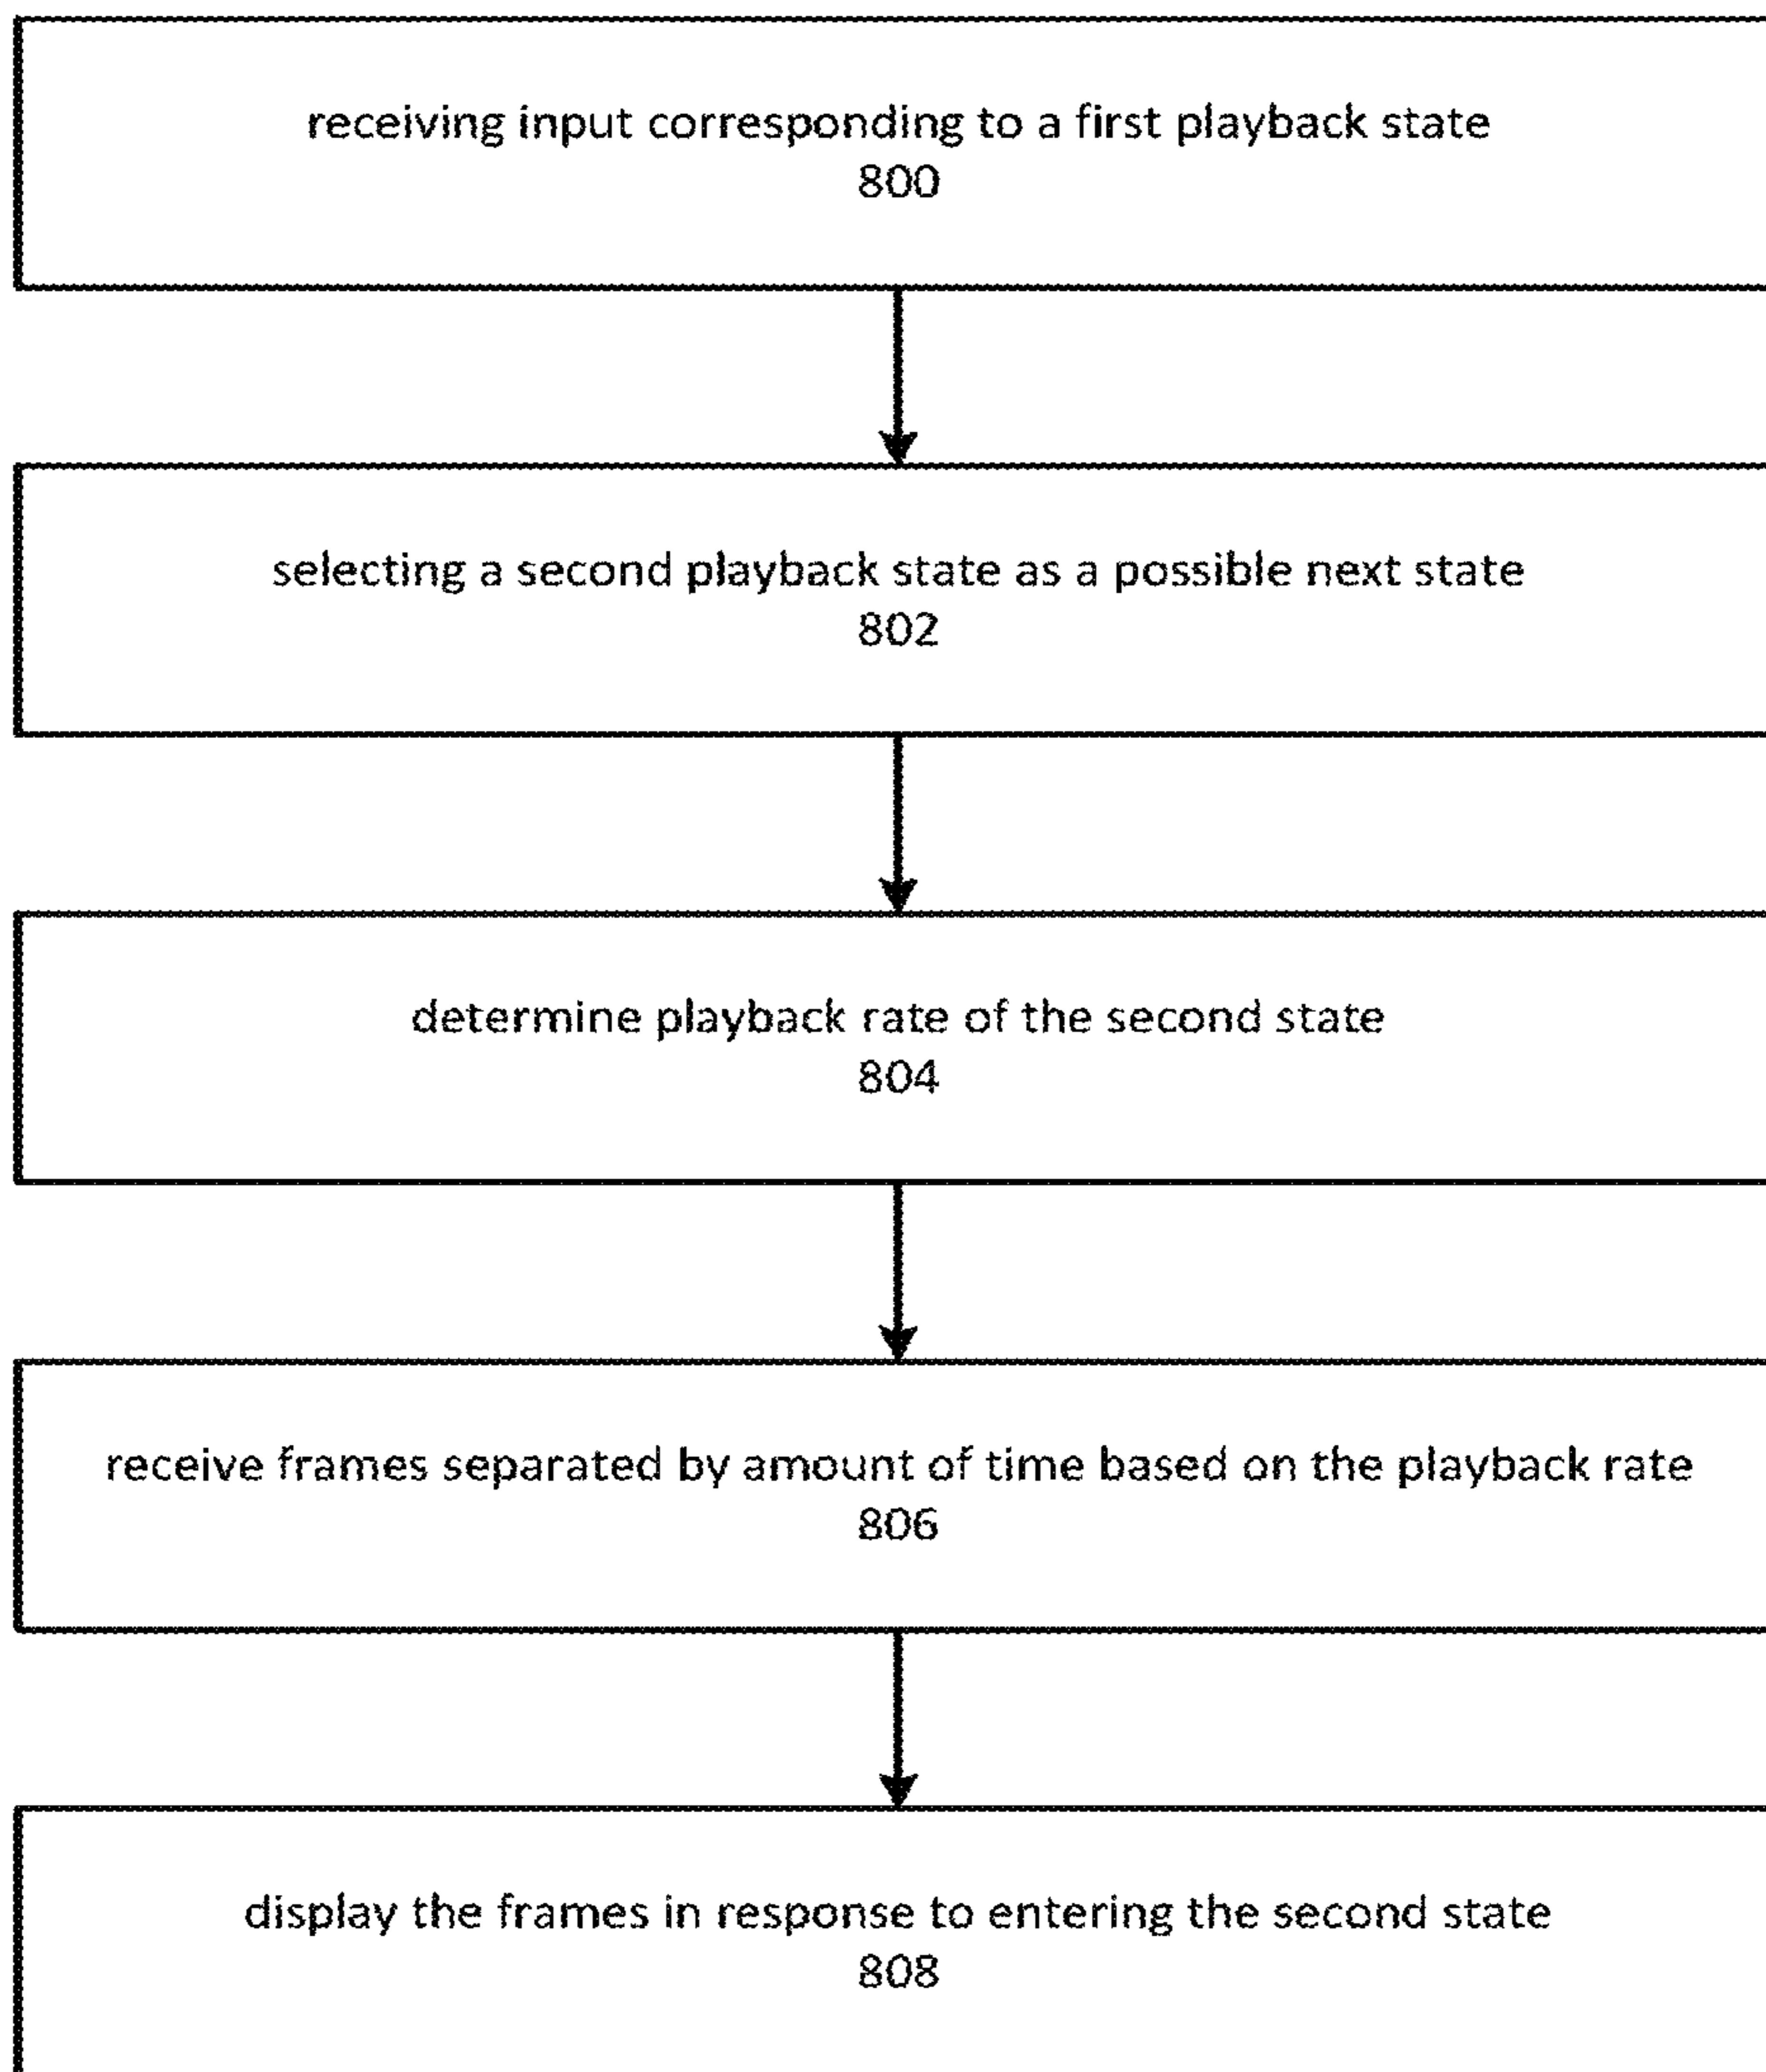 receiving input corresponding to a first playback state
800
selecting a second playback state as a possible next state
802
determine playback rate of the second state
804
receive frames separated by amount of time based on the playback rate
806
display the frames in response to entering the second state
808